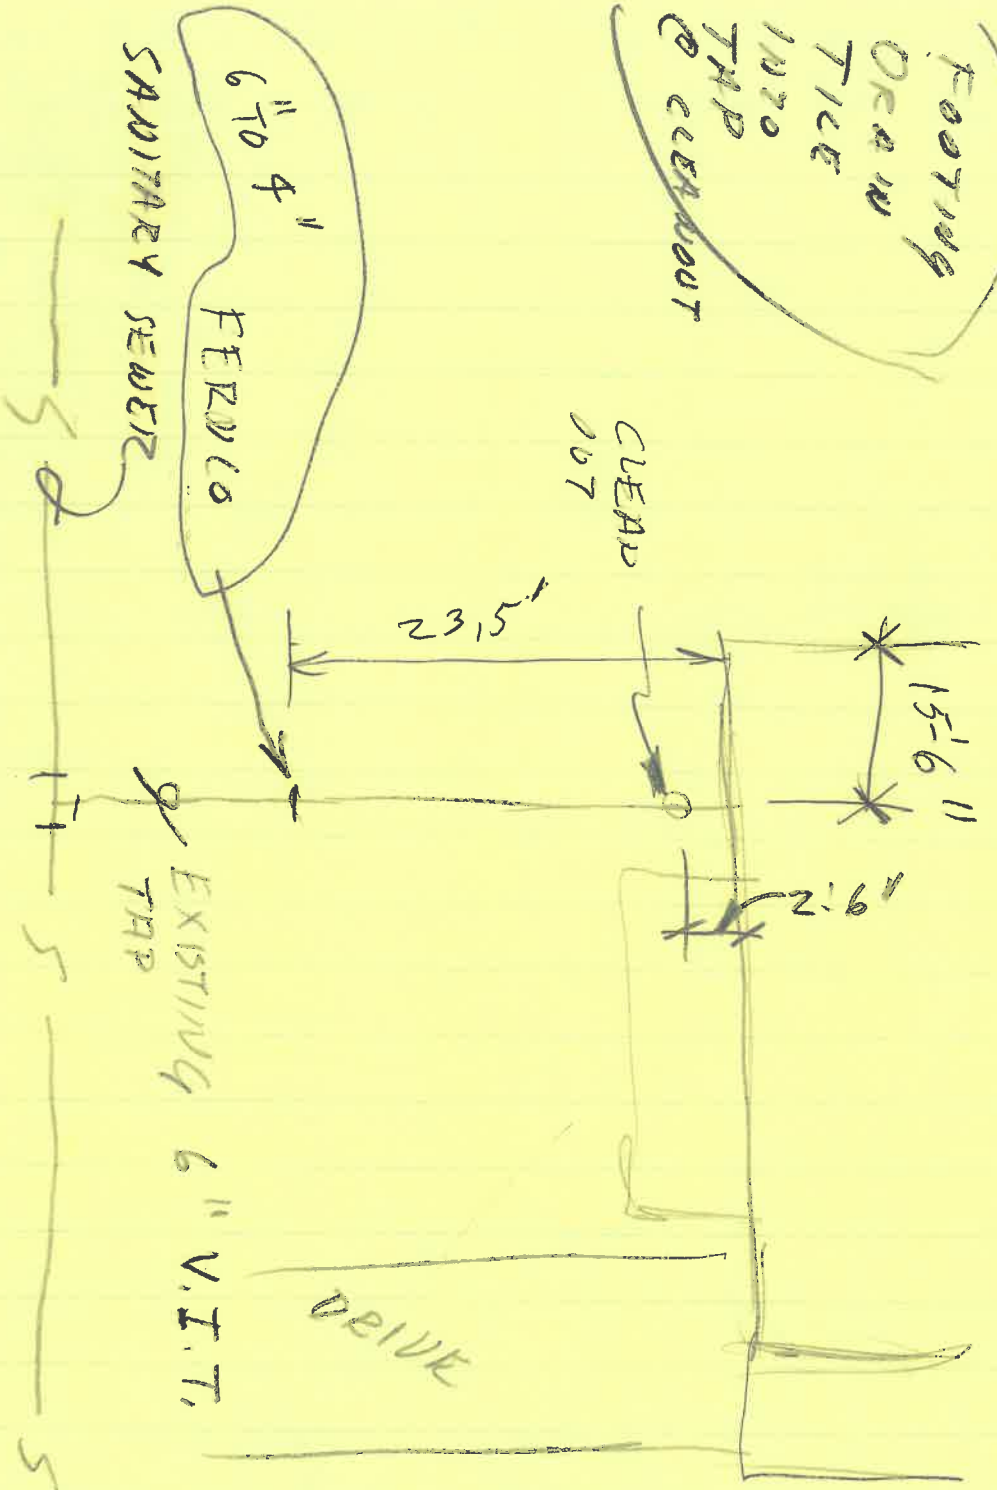 FOOTING
DRAIN
TILE
INTO
TAP
@ CLEANOUT
15'-6"
CLEAN
OUT
2'-6"
23.5'
6" TO 4"
FERNCO
SANITARY SEWER
EXISTING 6" V.I.T.
TAP
DRIVE
S
S
S